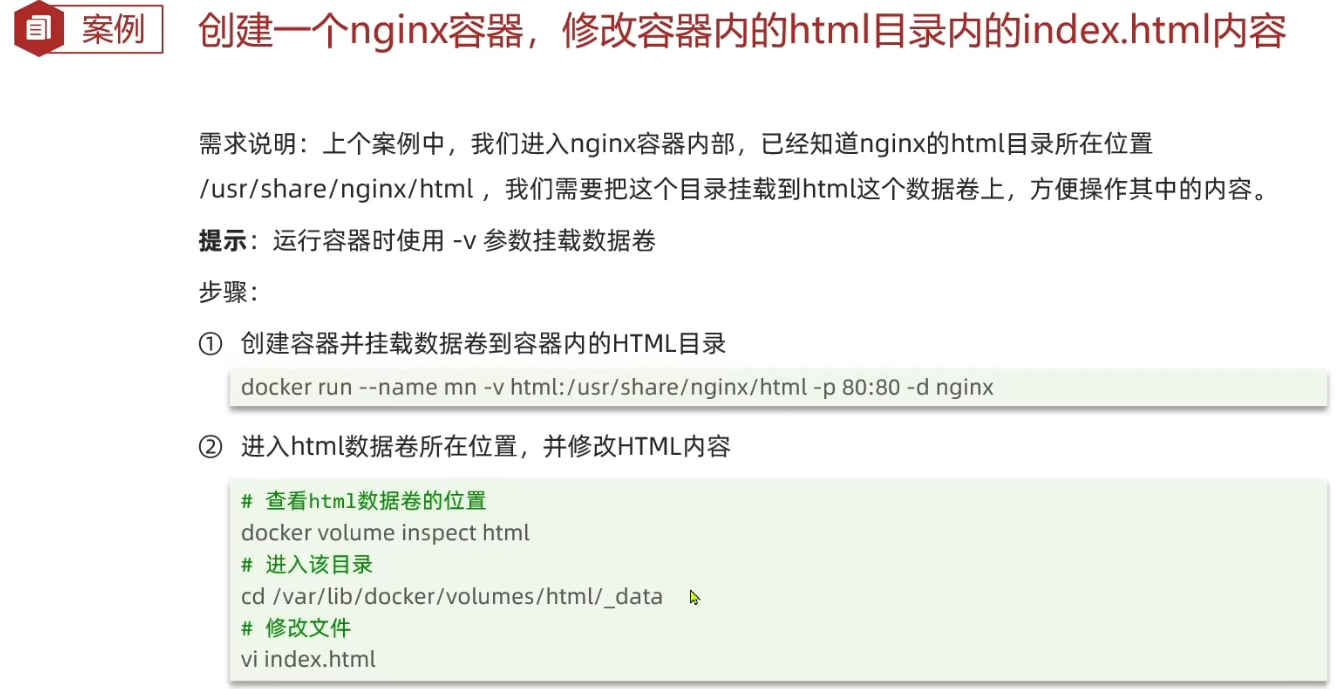 案例
创建一个nginx容器，修改容器内的html目录内的index.html内容
需求说明：上个案例中，我们进入nginx容器内部，已经知道nginx的html目录所在位置
/usr/share/nginx/html ，我们需要把这个目录挂载到html这个数据卷上，方便操作其中的内容。
提示：运行容器时使用 -v 参数挂载数据卷
步骤：
① 创建容器并挂载数据卷到容器内的HTML目录
docker run --name mn -v html:/usr/share/nginx/html -p 80:80 -d nginx
② 进入html数据卷所在位置，并修改HTML内容
# 查看html数据卷的位置
docker volume inspect html
# 进入该目录
cd /var/lib/docker/volumes/html/_data
# 修改文件
vi index.html